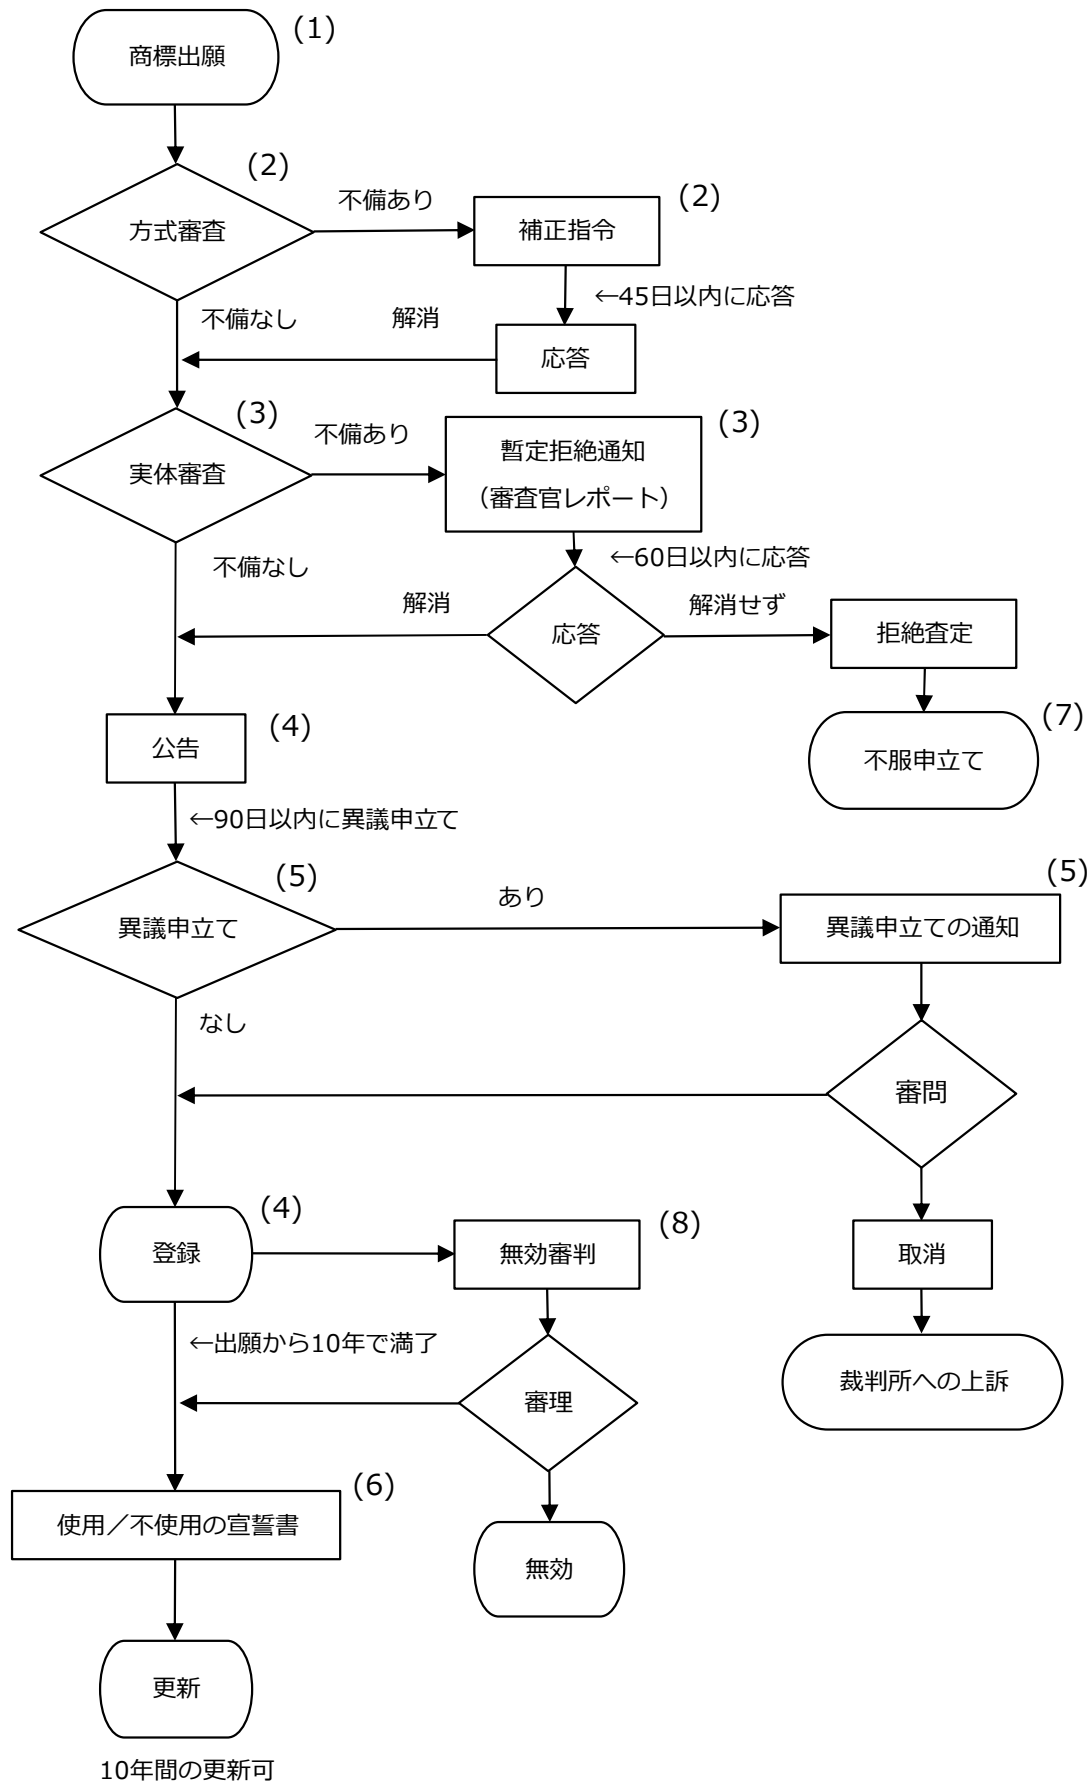 商標出願
(1)
方式審査
(2)
不備あり
補正指令
(2)
←45日以内に応答
不備なし
解消
応答
実体審査
(3)
不備あり
暫定拒絶通知
（審査官レポート）
(3)
←60日以内に応答
不備なし
解消
応答
解消せず
拒絶査定
公告
(4)
不服申立て
(7)
←90日以内に異議申立て
異議申立て
(5)
あり
異議申立ての通知
(5)
なし
審問
登録
(4)
無効審判
(8)
取消
←出願から10年で満了
審理
裁判所への上訴
使用／不使用の宣誓書
(6)
無効
更新
10年間の更新可